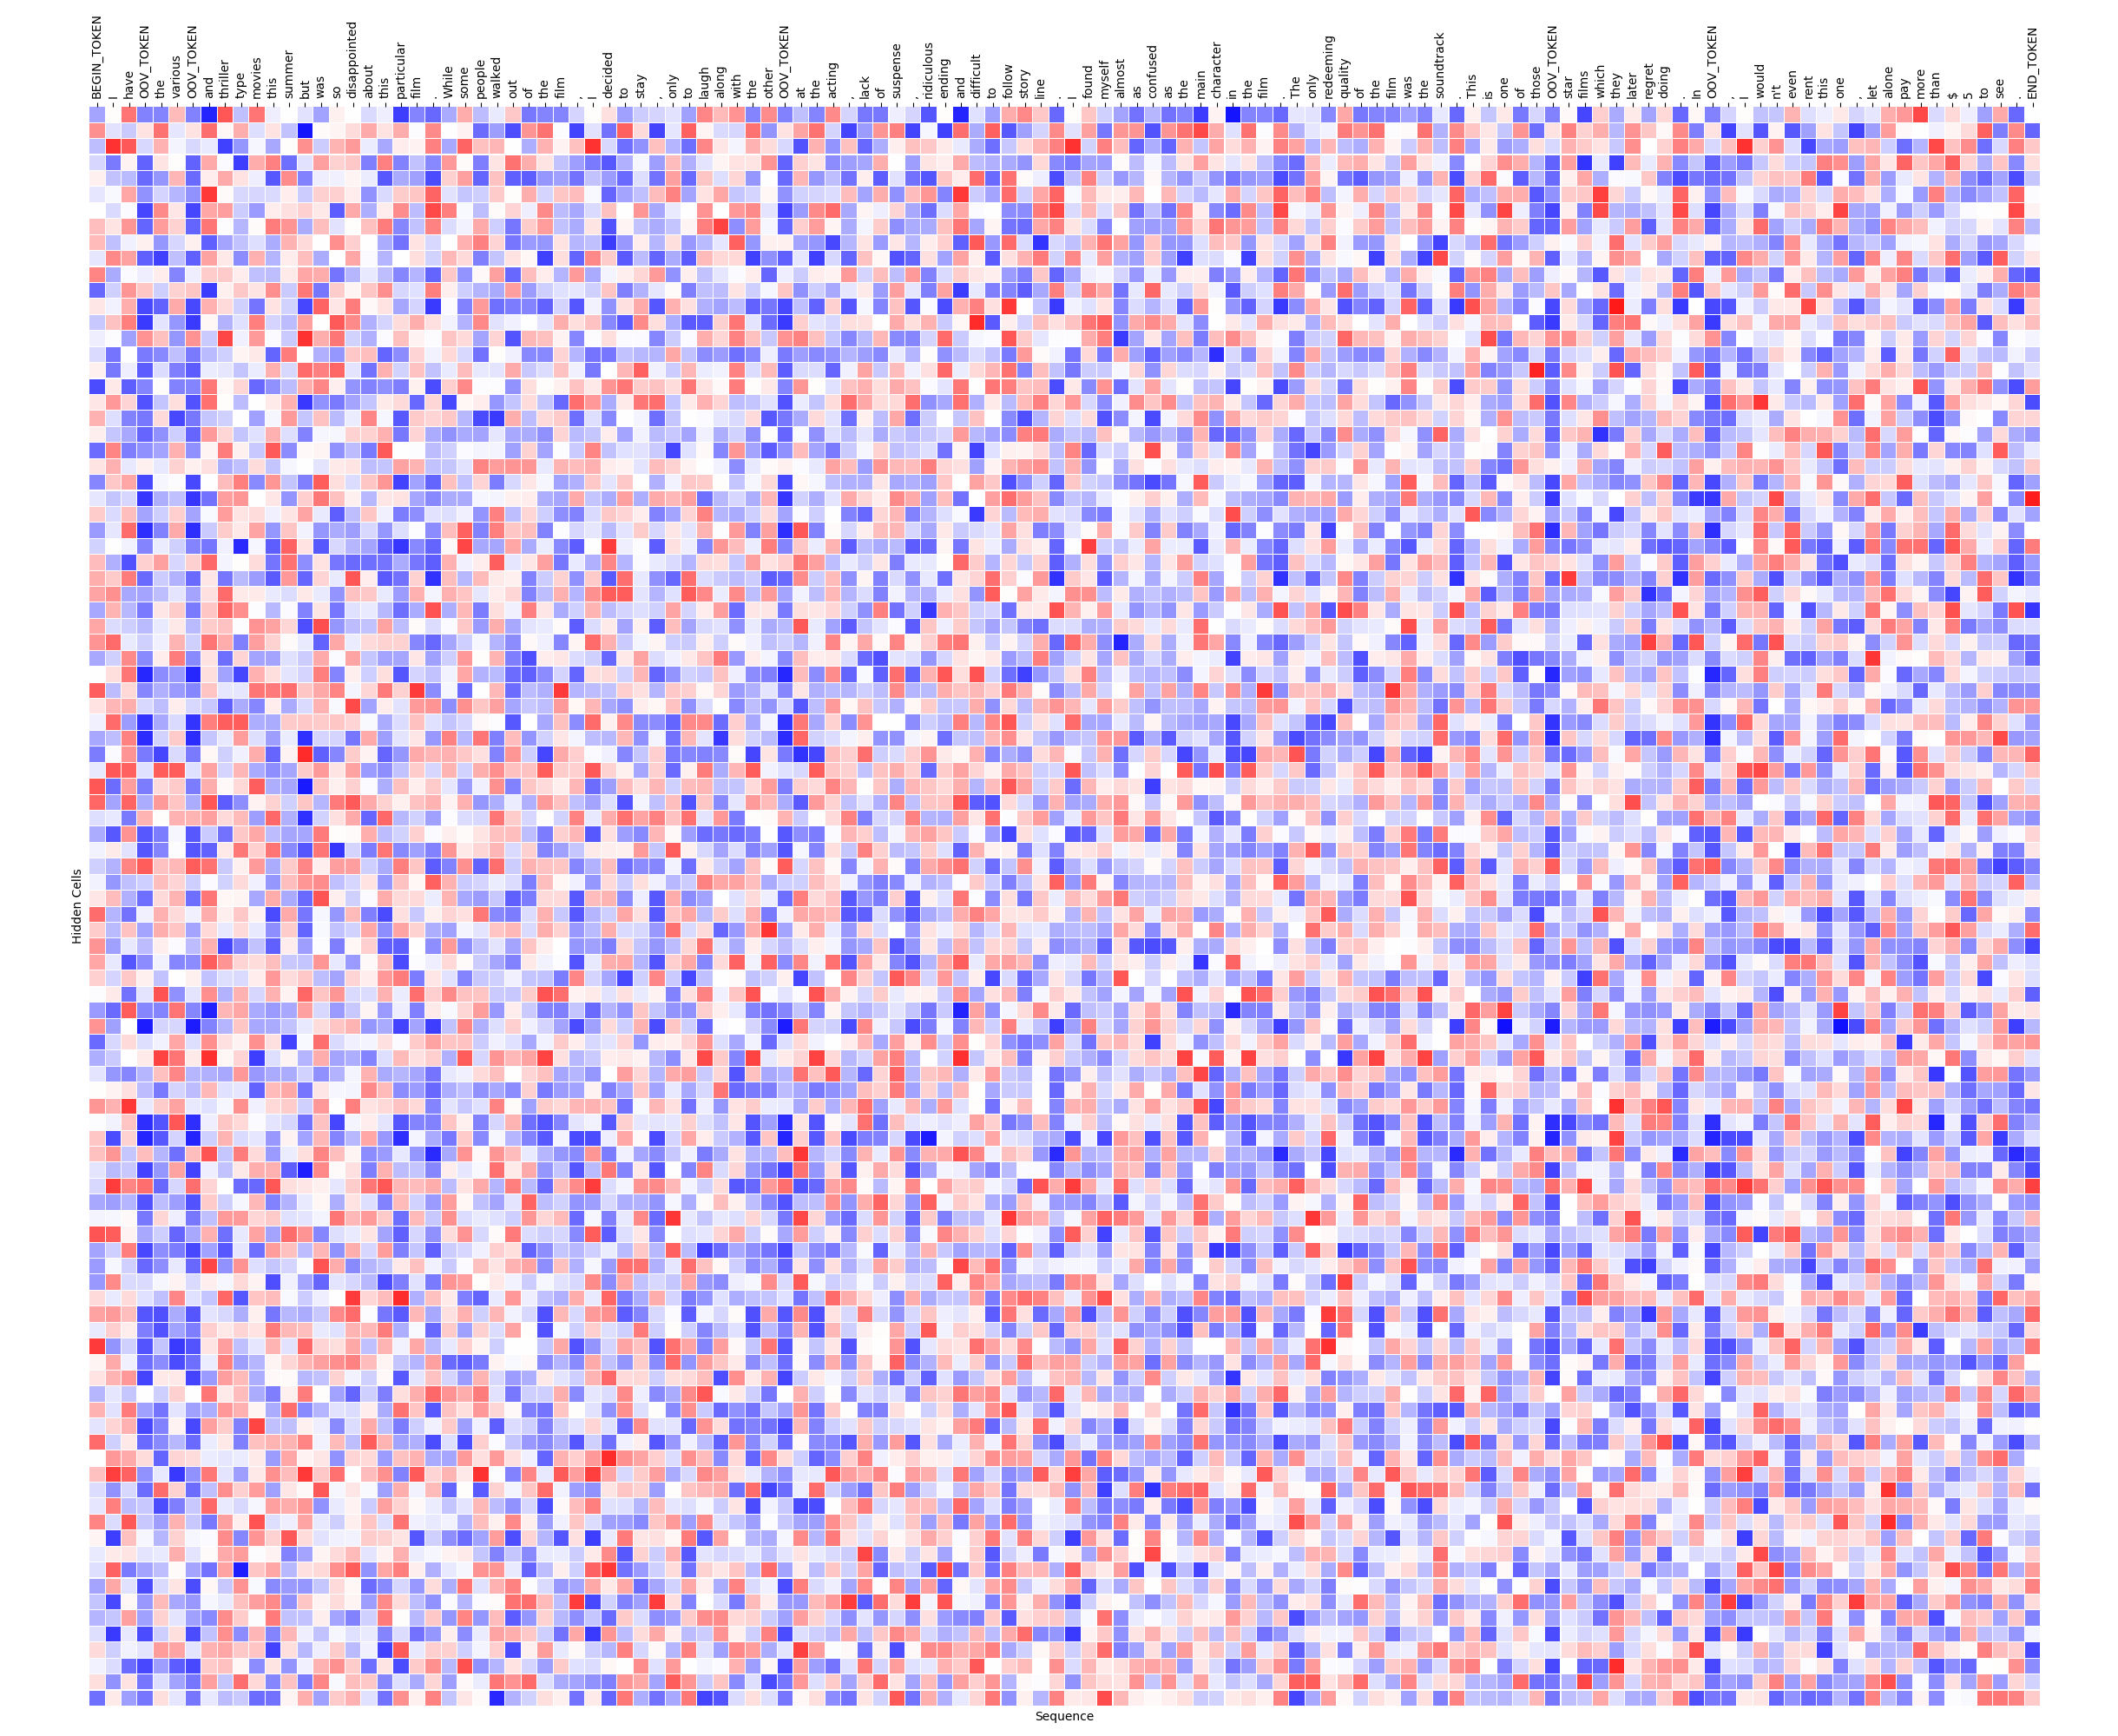 BEGIN_TOKEN
I
have
OOV_TOKEN
the
various
OOV_TOKEN
and
thriller
type
movies
this
summer
but
was
so
disappointed
about
this
particular
film
.
While
some
people
walked
out
of
the
film
,
I
decided
to
stay
,
only
to
laugh
along
with
the
other
OOV_TOKEN
at
the
acting
,
lack
of
suspense
,
ridiculous
ending
and
difficult
to
follow
story
line
.
I
found
myself
almost
as
confused
as
the
main
character
in
the
film
.
The
only
redeeming
quality
of
the
film
was
the
soundtrack
.
This
is
one
of
those
OOV_TOKEN
star
films
which
they
later
regret
doing
.
In
OOV_TOKEN
,
I
would
n't
even
rent
this
one
,
let
alone
pay
more
than
$
5
to
see
.
END_TOKEN
Hidden Cells
Sequence